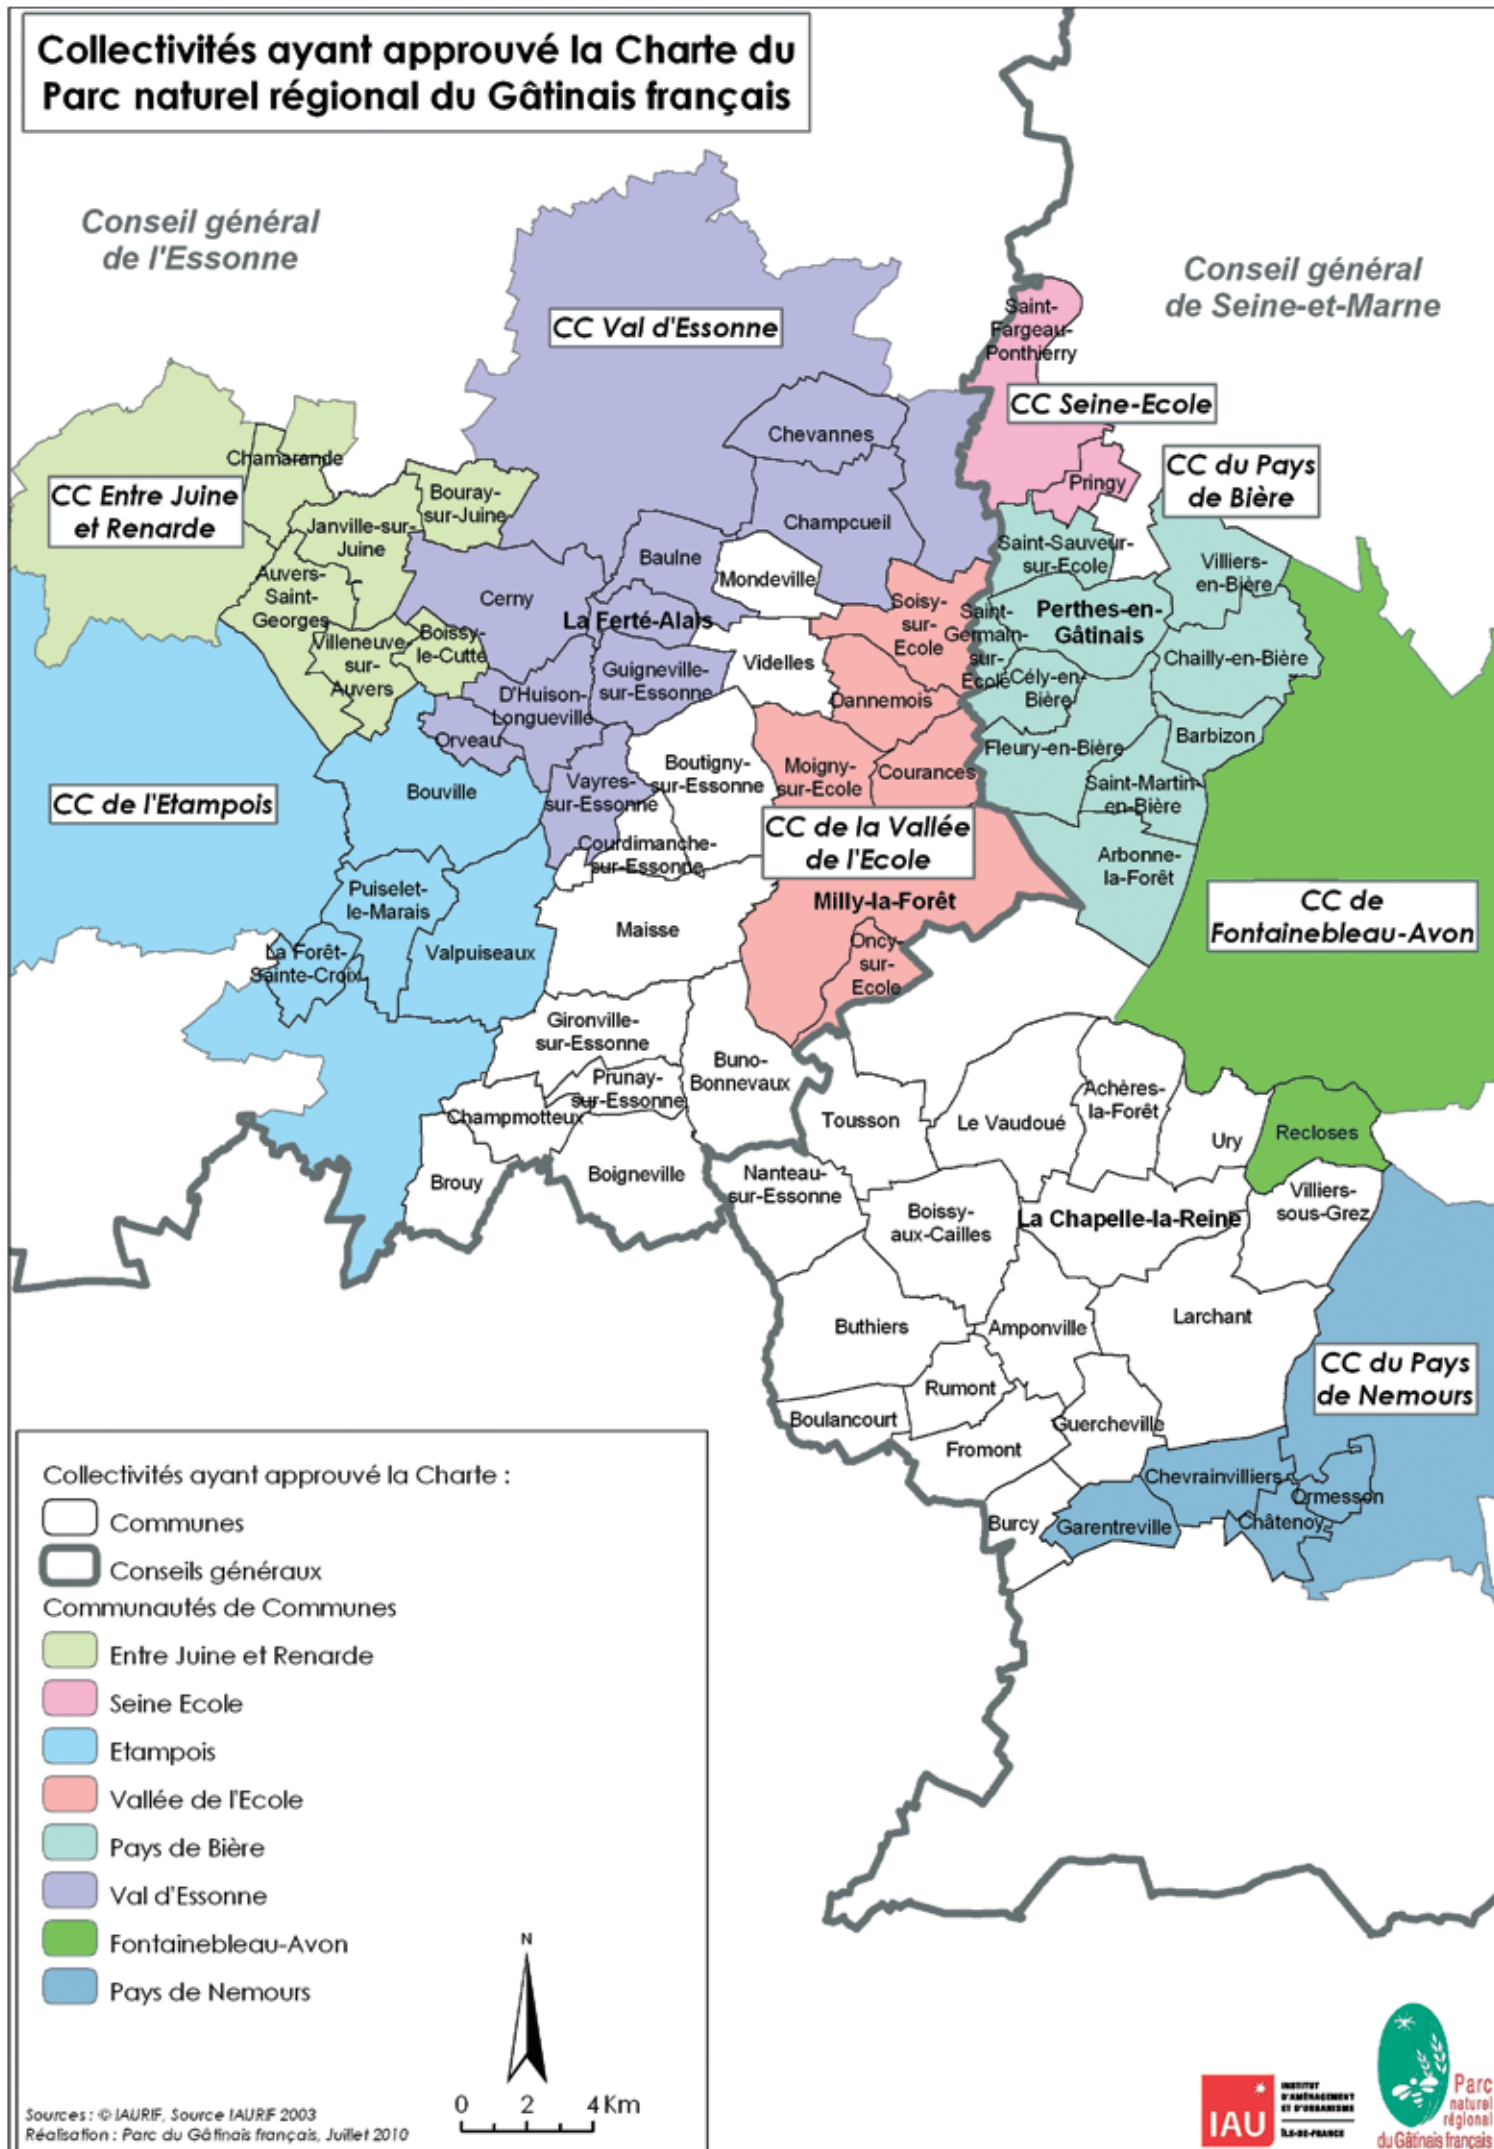 Collectivités ayant approuvé la Charte du
Parc naturel régional du Gâtinais français
Conseil général
de l'Essonne
Conseil général
de Seine-et-Marne
CC Val d'Essonne
Saint-
Fargeau-
Ponthierry
CC Seine-Ecole
CC du Pays
de Bière
CC Entre Juine
et Renarde
Chamarande
Bouray-
sur-Juine
Janville-sur-
Juine
Auvers-
Saint-
Georges
Villeneuve-
sur-
Auvers
Boissy-
le-Cutté
Chevannes
Champcueil
Pringy
Baulne
Mondeville
Cerny
La Ferté-Alais
Soisy-
sur-
Ecole
Saint-Sauveur-
sur-Ecole
Villiers-
en-Bière
Saint-
Germain-
sur-
Ecole
Perthes-en-
Gâtinais
Chailly-en-Bière
Guigneville-
sur-Essonne
Videlles
Dannemois
Cély-en-
Bière
D'Huison-
Longueville
Orveau
Barbizon
Fleury-en-Bière
CC de l'Etampois
Bouville
Vayres-
sur-Essonne
Boutigny-
sur-Essonne
Moigny-
sur-Ecole
Courances
Saint-Martin-
en-Bière
Courdimanche-
sur-Essonne
CC de la Vallée
de l'Ecole
Arbonne-
la-Forêt
Puiselet-
le-Marais
Milly-la-Forêt
CC de
Fontainebleau-Avon
Maisse
La Forêt-
Sainte-Croix
Valpuiseaux
Oncy-
sur-
Ecole
Gironville-
sur-Essonne
Buno-
Bonnevaux
Prunay-
sur-Essonne
Champmotteux
Tousson
Le Vaudoué
Achères-
la-Forêt
Ury
Recloses
Brouy
Boigneville
Nanteau-
sur-Essonne
Boissy-
aux-Cailles
La Chapelle-la-Reine
Villiers-
sous-Grez
Buthiers
Amponville
Larchant
CC du Pays
de Nemours
Rumont
Boulancourt
Guercheville
Fromont
Chevrainvilliers
Ormesson
Burcy
Garentreville
Châtenoy
Collectivités ayant approuvé la Charte :
Communes
Conseils généraux
Communautés de Communes
Entre Juine et Renarde
Seine Ecole
Etampois
Vallée de l'Ecole
Pays de Bière
Val d'Essonne
Fontainebleau-Avon
Pays de Nemours
N
0 2 4 Km
Sources : © IAURIF, Source IAURIF 2003
Réalisation : Parc du Gâtinais français, Juillet 2010
IAU
INSTITUT
D'AMÉNAGEMENT
ET D'URBANISME
ÎLE-DE-FRANCE
Parc
naturel
régional
du Gâtinais français